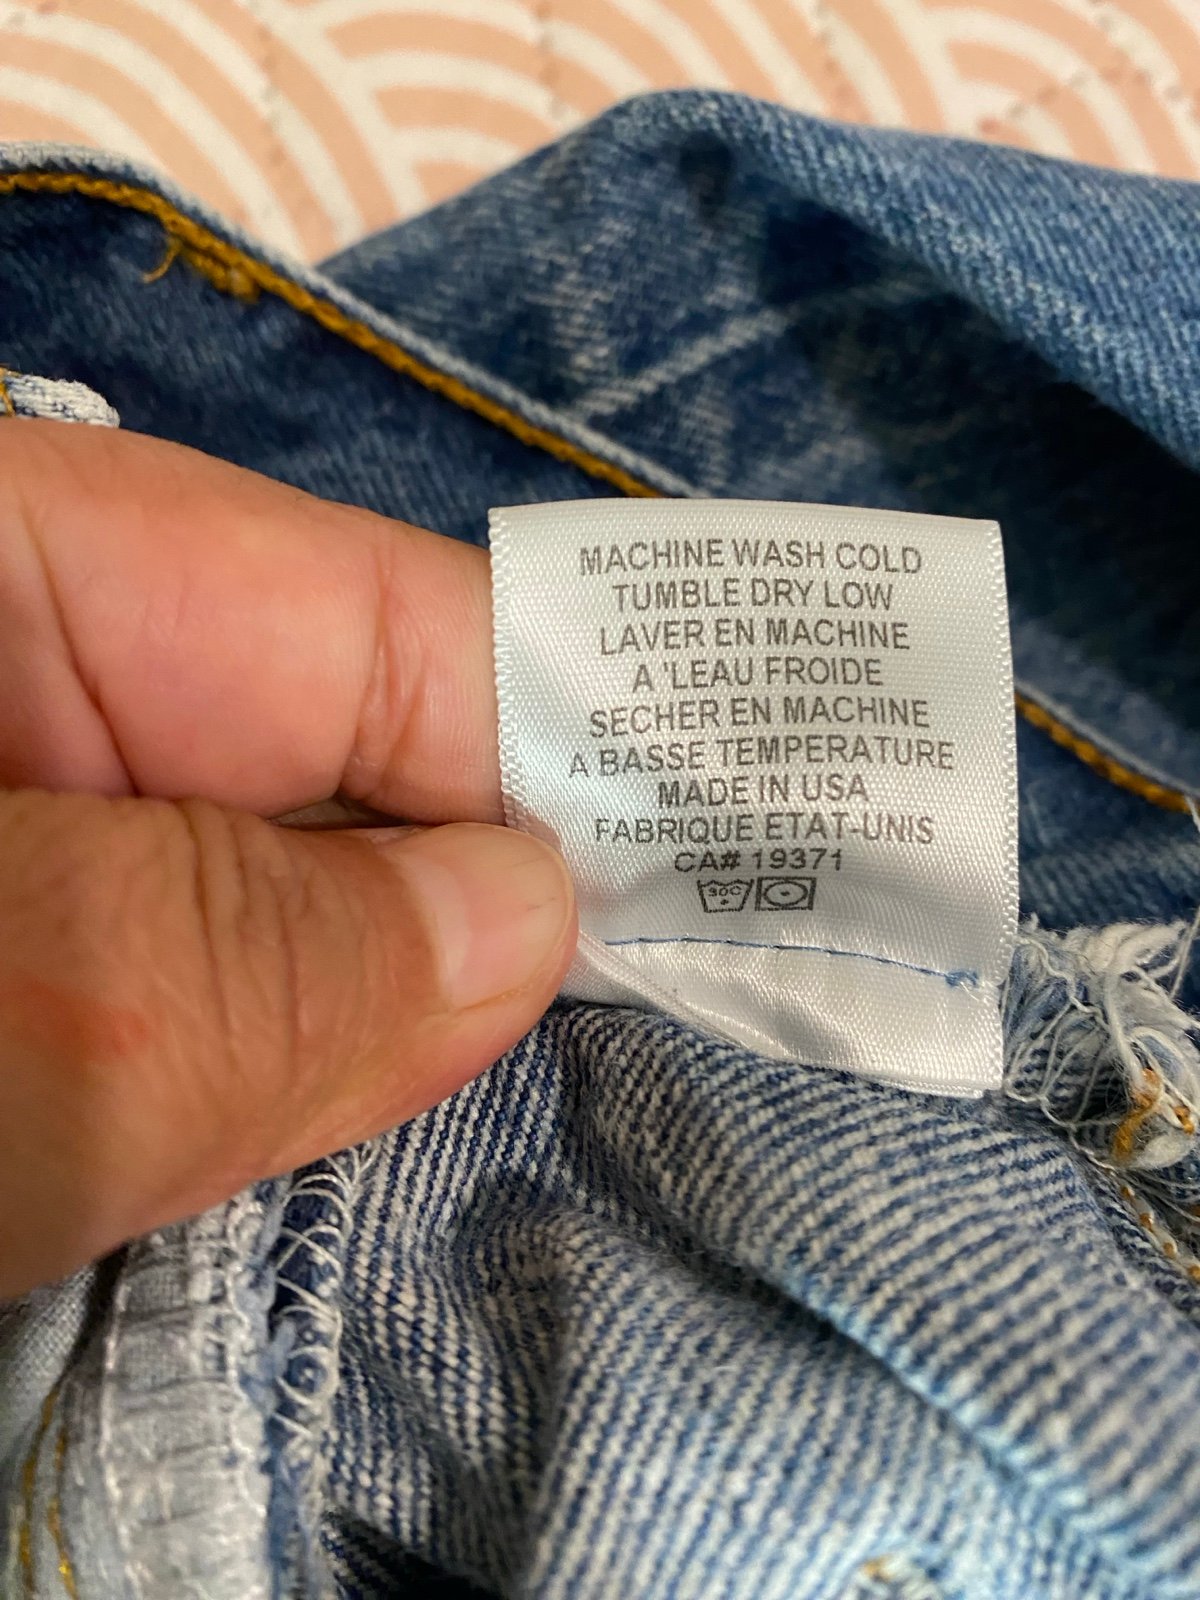 MACHINE WASH COLD
TUMBLE DRY LOW
LAVER EN MACHINE
A 'LEAU FROIDE
SECHER EN MACHINE
A BASSE TEMPERATURE
MADE IN USA
FABRIQUE ETAT-UNIS
CA# 19371
30C